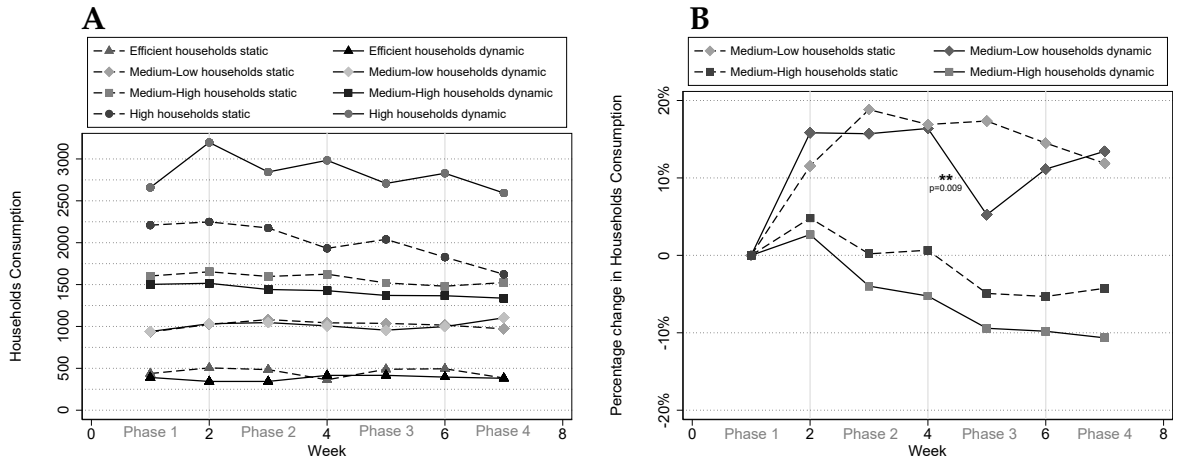 A
Efficient households static
Efficient households dynamic
Medium-Low households static
Medium-low households dynamic
Medium-High households static
Medium-High households dynamic
High households static
High households dynamic
Households Consumption
3000
2500
2000
1500
1000
500
0
0 Phase 1 2 Phase 2 4 Phase 3 6 Phase 4 8
Week
B
Medium-Low households static
Medium-Low households dynamic
Medium-High households static
Medium-High households dynamic
Percentage change in Households Consumption
20%
10%
0
-10%
-20%
**
p=0.009
0 Phase 1 2 Phase 2 4 Phase 3 6 Phase 4 8
Week